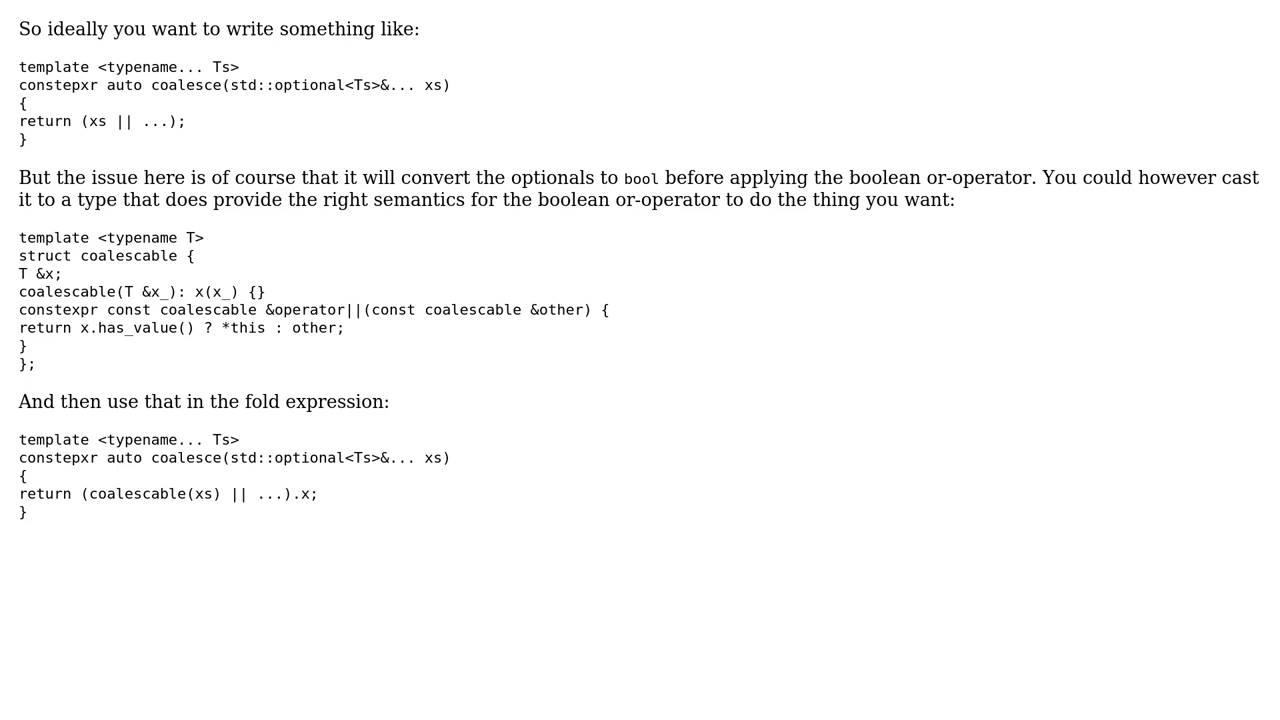 So ideally you want to write something like:
template <typename... Ts>
constepxr auto coalesce(std::optional<Ts>&... xs)
{
return (xs || ...);
}
But the issue here is of course that it will convert the optionals to bool before applying the boolean or-operator. You could however cast
it to a type that does provide the right semantics for the boolean or-operator to do the thing you want:
template <typename T>
struct coalescable {
T &x;
coalescable(T &x_): x(x_) {}
constexpr const coalescable &operator||(const coalescable &other) {
return x.has_value() ? *this : other;
}
};
And then use that in the fold expression:
template <typename... Ts>
constepxr auto coalesce(std::optional<Ts>&... xs)
{
return (coalescable(xs) || ...).x;
}